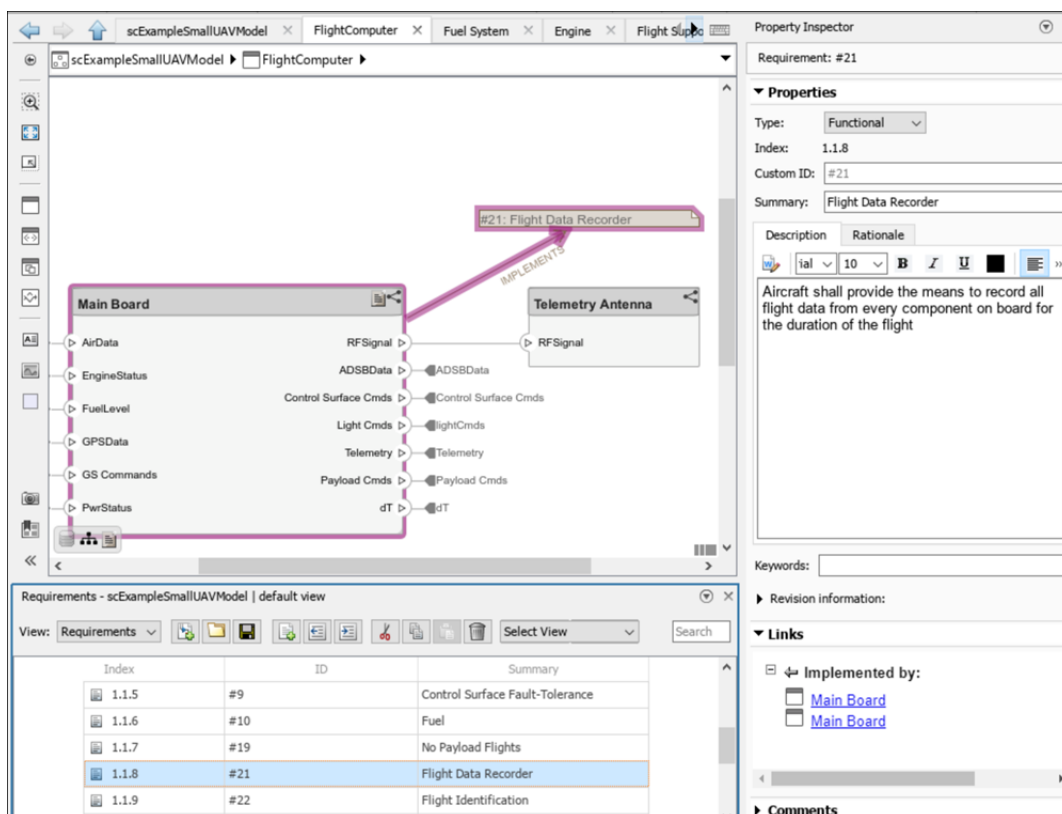 scExampleSmallUAVModel
FlightComputer
Fuel System
Engine
Flight
scExampleSmallUAVModel FlightComputer
#21: Flight Data Recorder
IMPLEMENTS
Main Board
Telemetry Antenna
AirData
RFSignal
RFSignal
EngineStatus
ADSBData
ADSBData
FuelLevel
Control Surface Cmds
Control Surface Cmds
Light Cmds
lightCmds
GPSData
Telemetry
Telemetry
GS Commands
Payload Cmds
Payload Cmds
PwrStatus
dT
dT
Requirements - scExampleSmallUAVModel | default view
View: Requirements
Select View
Search
Index ID Summary
1.1.5 #9 Control Surface Fault-Tolerance
1.1.6 #10 Fuel
1.1.7 #19 No Payload Flights
1.1.8 #21 Flight Data Recorder
1.1.9 #22 Flight Identification
Property Inspector
Requirement: #21
Properties
Type: Functional
Index: 1.1.8
Custom ID: #21
Summary: Flight Data Recorder
Description Rationale
ial 10 B I U
Aircraft shall provide the means to record all
flight data from every component on board for
the duration of the flight
Keywords:
Revision information:
Links
Implemented by:
Main Board
Main Board
Comments